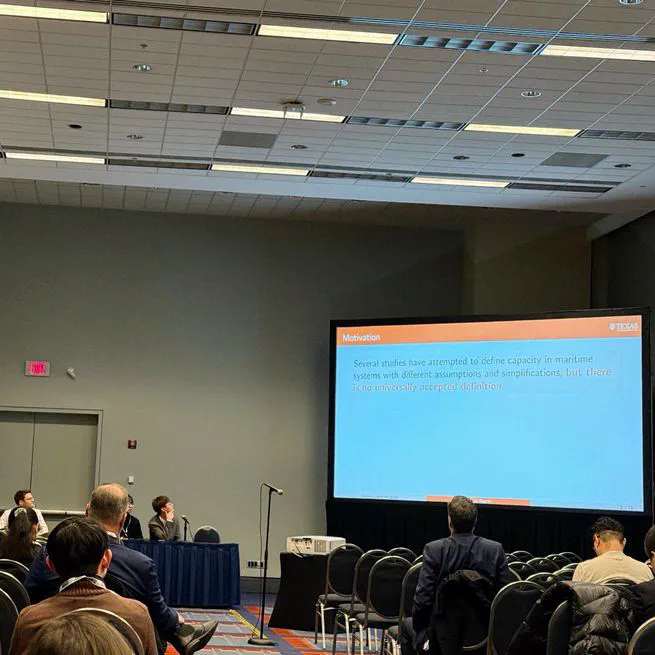 Motivation
TEXAS
Several studies have attempted to define capacity in maritime
systems with different assumptions and simplifications, but there
is no universally accepted definition.